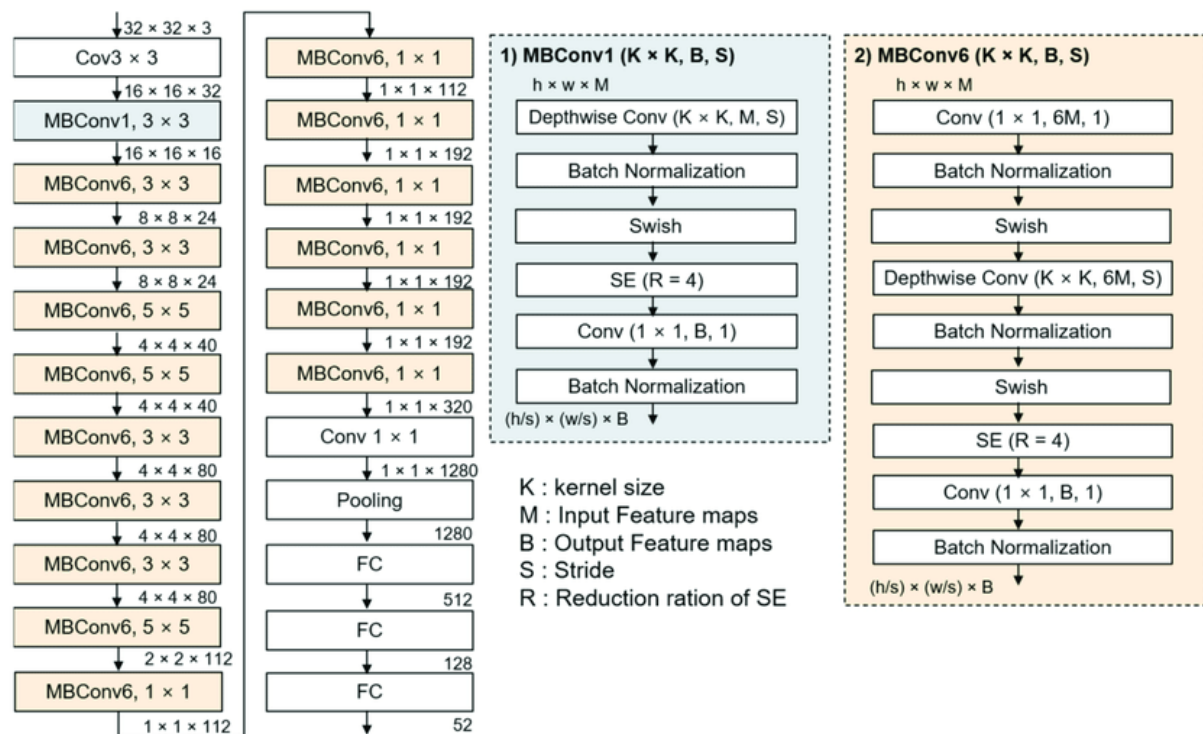 32 × 32 × 3
Cov3 × 3
16 × 16 × 32
MBConv1, 3 × 3
16 × 16 × 16
MBConv6, 3 × 3
8 × 8 × 24
MBConv6, 3 × 3
8 × 8 × 24
MBConv6, 5 × 5
4 × 4 × 40
MBConv6, 5 × 5
4 × 4 × 40
MBConv6, 3 × 3
4 × 4 × 80
MBConv6, 3 × 3
4 × 4 × 80
MBConv6, 3 × 3
4 × 4 × 80
MBConv6, 5 × 5
2 × 2 × 112
MBConv6, 1 × 1
1 × 1 × 112
MBConv6, 1 × 1
1 × 1 × 112
MBConv6, 1 × 1
1 × 1 × 192
MBConv6, 1 × 1
1 × 1 × 192
MBConv6, 1 × 1
1 × 1 × 192
MBConv6, 1 × 1
1 × 1 × 192
MBConv6, 1 × 1
1 × 1 × 320
Conv 1 × 1
1 × 1 × 1280
Pooling
1280
FC
512
FC
128
FC
52
1) MBConv1 (K × K, B, S)
h × w × M
Depthwise Conv (K × K, M, S)
Batch Normalization
Swish
SE (R = 4)
Conv (1 × 1, B, 1)
Batch Normalization
(h/s) × (w/s) × B
K : kernel size
M : Input Feature maps
B : Output Feature maps
S : Stride
R : Reduction ration of SE
2) MBConv6 (K × K, B, S)
h × w × M
Conv (1 × 1, 6M, 1)
Batch Normalization
Swish
Depthwise Conv (K × K, 6M, S)
Batch Normalization
Swish
SE (R = 4)
Conv (1 × 1, B, 1)
Batch Normalization
(h/s) × (w/s) × B